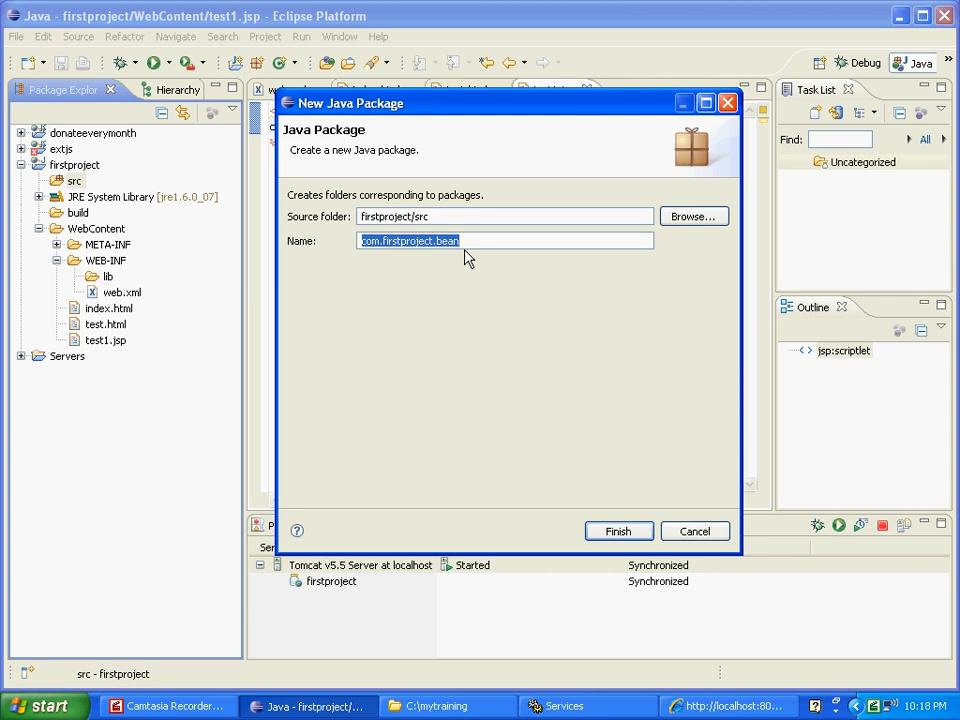 Java - firstproject/WebContent/test1.jsp - Eclipse Platform
File Edit Source Refactor Navigate Search Project Run Window Help
Debug Java »
Package Explor Hierarchy
donateeverymonth
extjs
firstproject
src
JRE System Library [jre1.6.0_07]
build
WebContent
META-INF
WEB-INF
lib
web.xml
index.html
test.html
test1.jsp
Servers
New Java Package
Java Package
Create a new Java package.
Creates folders corresponding to packages.
Source folder: firstproject/src Browse...
Name: com.firstproject.bean
? Finish Cancel
Task List
Find: All
Uncategorized
Outline
jsp:scriptlet
Tomcat v5.5 Server at localhost Started Synchronized
firstproject Synchronized
src - firstproject
start Camtasia Recorder... Java - firstproject/... C:\mytraining Services http://localhost:80... 10:18 PM